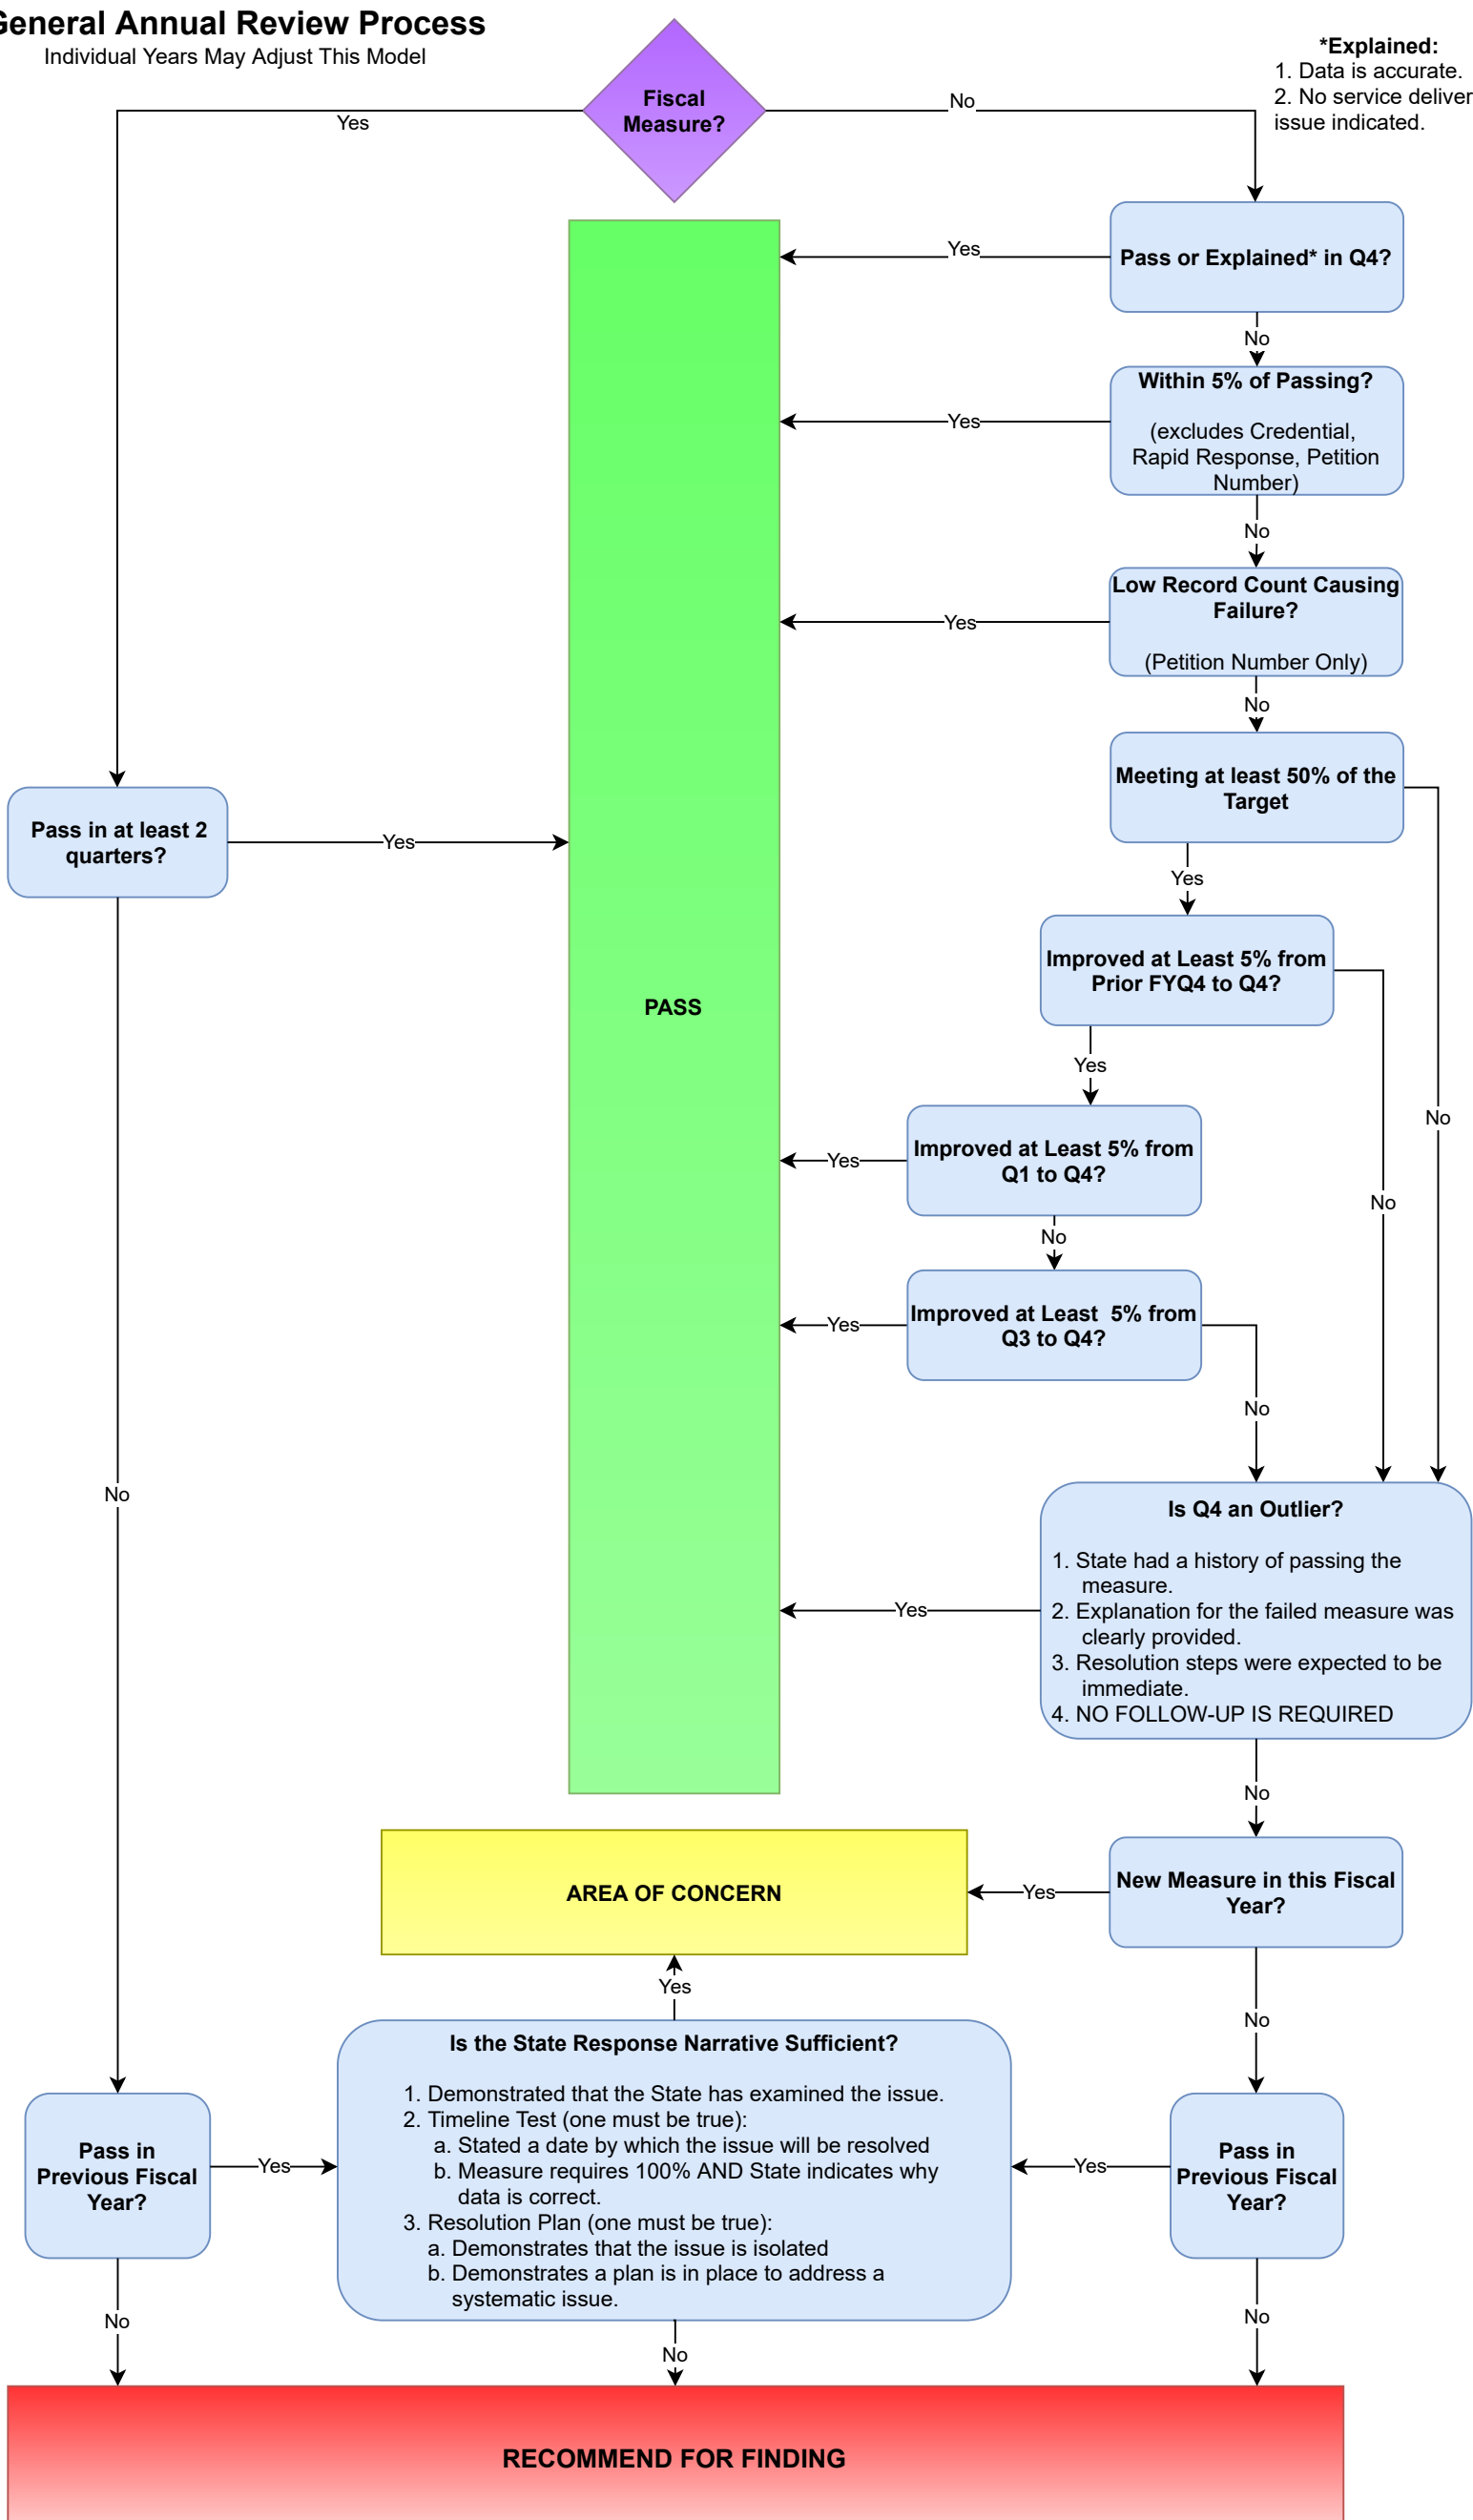 General Annual Review Process
Individual Years May Adjust This Model
*Explained:
1. Data is accurate.
2. No service deliver
issue indicated.
Fiscal
Measure?
Yes
No
Pass or Explained* in Q4?
Yes
No
Within 5% of Passing?
(excludes Credential,
Rapid Response, Petition
Number)
Yes
No
Low Record Count Causing
Failure?
(Petition Number Only)
Yes
No
Meeting at least 50% of the
Target
Pass in at least 2
quarters?
Yes
Yes
Improved at Least 5% from
Prior FYQ4 to Q4?
PASS
Yes
No
Improved at Least 5% from
Q1 to Q4?
Yes
No
No
Improved at Least  5% from
Q3 to Q4?
Yes
No
No
Is Q4 an Outlier?
1. State had a history of passing the
measure.
2. Explanation for the failed measure was
clearly provided.
3. Resolution steps were expected to be
immediate.
4. NO FOLLOW-UP IS REQUIRED
Yes
No
AREA OF CONCERN
New Measure in this Fiscal
Year?
Yes
Yes
No
Is the State Response Narrative Sufficient?
1. Demonstrated that the State has examined the issue.
2. Timeline Test (one must be true):
a. Stated a date by which the issue will be resolved
b. Measure requires 100% AND State indicates why
data is correct.
3. Resolution Plan (one must be true):
a. Demonstrates that the issue is isolated
b. Demonstrates a plan is in place to address a
systematic issue.
Pass in
Previous Fiscal
Year?
Yes
Pass in
Previous Fiscal
Year?
Yes
No
No
No
RECOMMEND FOR FINDING